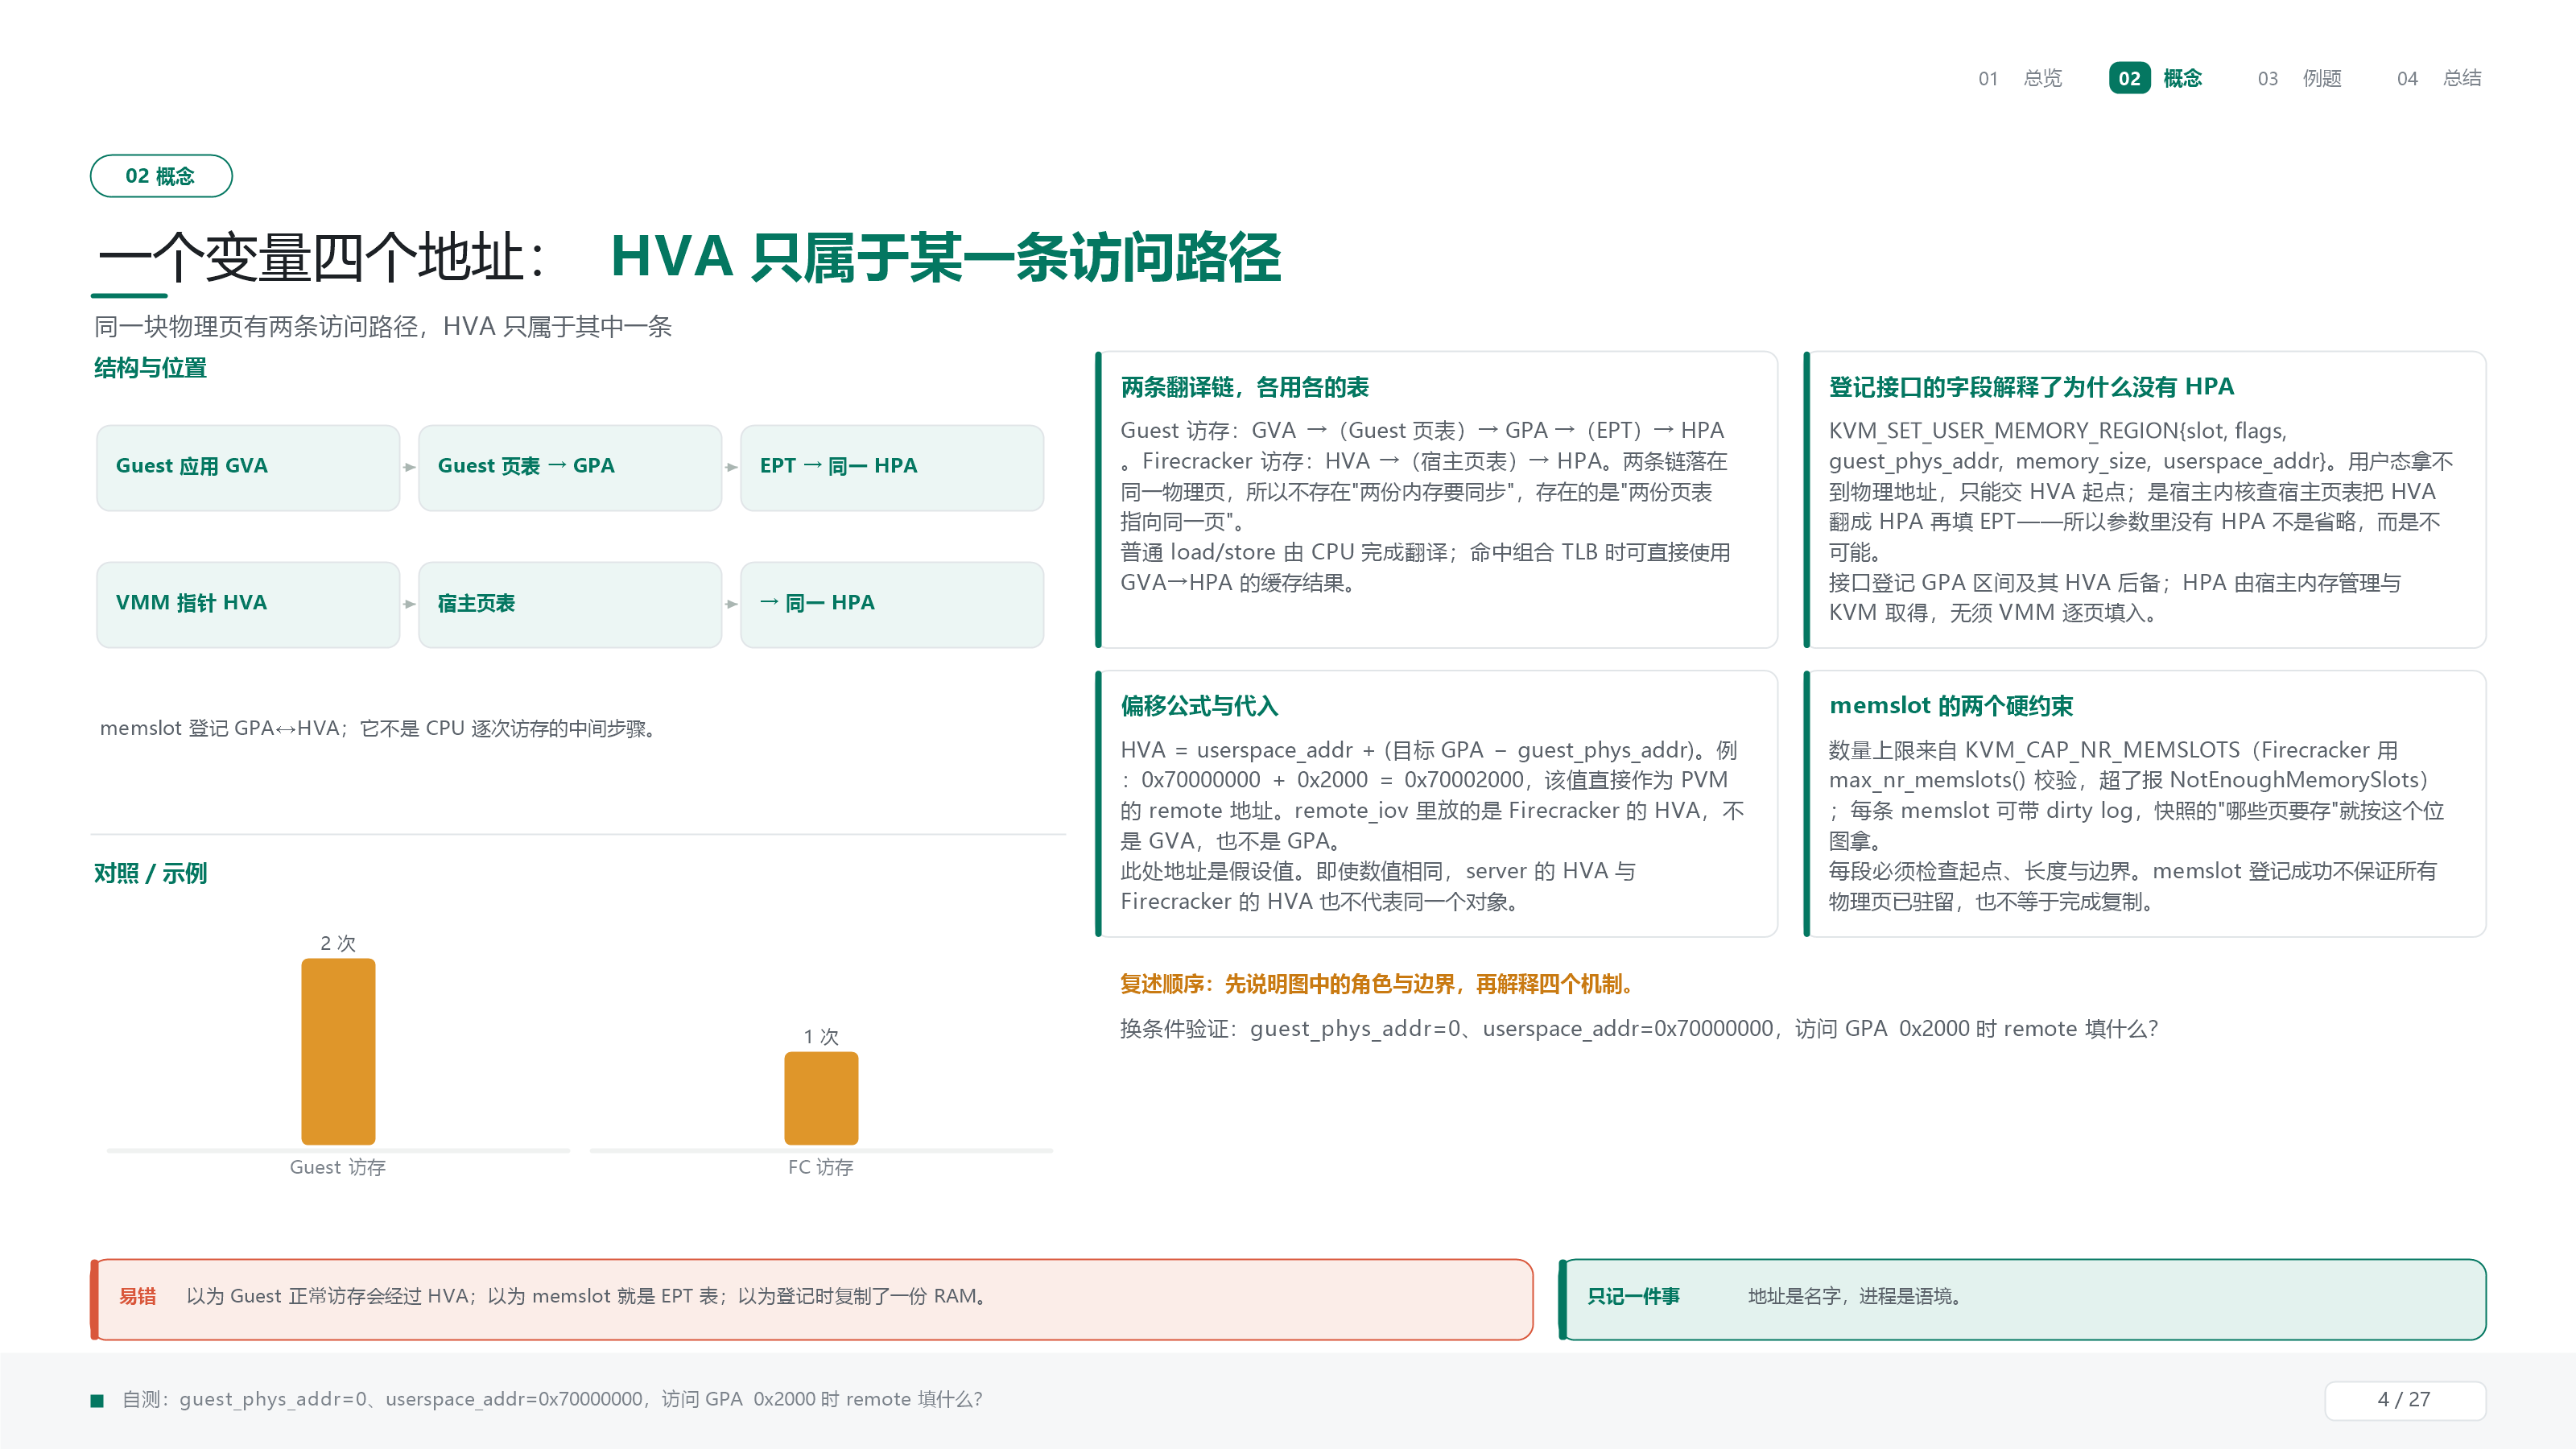 01 总览 02 概念 03 例题 04 总结
02 概念
一个变量四个地址： HVA 只属于某一条访问路径
同一块物理页有两条访问路径，HVA 只属于其中一条
结构与位置
Guest 应用 GVA
Guest 页表 → GPA
EPT → 同一 HPA
VMM 指针 HVA
宿主页表
→ 同一 HPA
memslot 登记 GPA↔HVA；它不是 CPU 逐次访存的中间步骤。
对照 / 示例
2 次
1 次
Guest 访存
FC 访存
两条翻译链，各用各的表
Guest 访存：GVA →（Guest 页表）→ GPA →（EPT）→ HPA
。Firecracker 访存：HVA →（宿主页表）→ HPA。两条链落在
同一物理页，所以不存在"两份内存要同步"，存在的是"两份页表
指向同一页"。
普通 load/store 由 CPU 完成翻译；命中组合 TLB 时可直接使用
GVA→HPA 的缓存结果。
登记接口的字段解释了为什么没有 HPA
KVM_SET_USER_MEMORY_REGION{slot, flags,
guest_phys_addr, memory_size, userspace_addr}。用户态拿不
到物理地址，只能交 HVA 起点；是宿主内核查宿主页表把 HVA
翻成 HPA 再填 EPT——所以参数里没有 HPA 不是省略，而是不
可能。
接口登记 GPA 区间及其 HVA 后备；HPA 由宿主内存管理与
KVM 取得，无须 VMM 逐页填入。
偏移公式与代入
HVA = userspace_addr + (目标 GPA − guest_phys_addr)。例
：0x70000000 + 0x2000 = 0x70002000，该值直接作为 PVM
的 remote 地址。remote_iov 里放的是 Firecracker 的 HVA，不
是 GVA，也不是 GPA。
此处地址是假设值。即使数值相同，server 的 HVA 与
Firecracker 的 HVA 也不代表同一个对象。
memslot 的两个硬约束
数量上限来自 KVM_CAP_NR_MEMSLOTS（Firecracker 用
max_nr_memslots() 校验，超了报 NotEnoughMemorySlots）
；每条 memslot 可带 dirty log，快照的"哪些页要存"就按这个位
图拿。
每段必须检查起点、长度与边界。memslot 登记成功不保证所有
物理页已驻留，也不等于完成复制。
复述顺序：先说明图中的角色与边界，再解释四个机制。
换条件验证：guest_phys_addr=0、userspace_addr=0x70000000，访问 GPA 0x2000 时 remote 填什么？
易错 以为 Guest 正常访存会经过 HVA；以为 memslot 就是 EPT 表；以为登记时复制了一份 RAM。
只记一件事 地址是名字，进程是语境。
自测：guest_phys_addr=0、userspace_addr=0x70000000，访问 GPA 0x2000 时 remote 填什么？
4 / 27